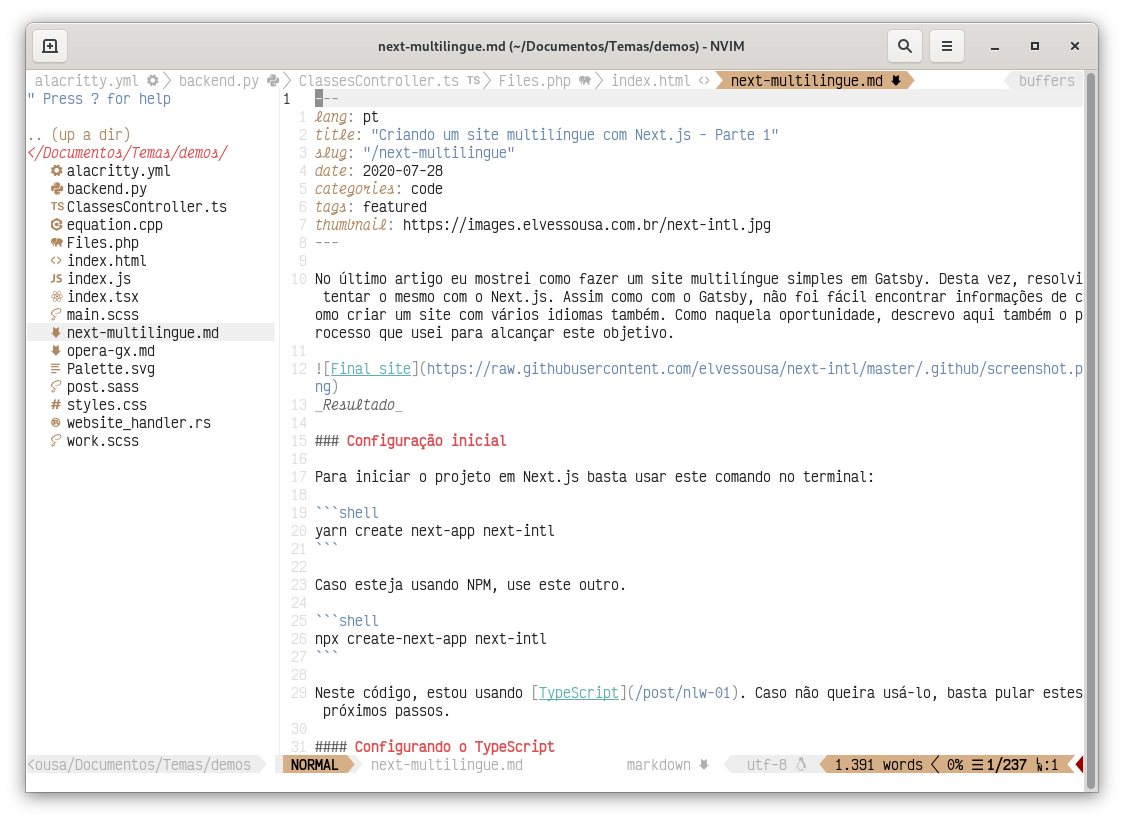 next-multilingue.md (~/Documentos/Temas/demos) - NVIM
alacritty.yml backend.py ClassesController.ts TS Files.php index.html <> next-multilingue.md buffers
" Press ? for help
.. (up a dir)
</Documentos/Temas/demos/
alacritty.yml
backend.py
TS ClassesController.ts
equation.cpp
Files.php
<> index.html
JS index.js
index.tsx
main.scss
next-multilingue.md
opera-gx.md
Palette.svg
post.sass
# styles.css
website_handler.rs
work.scss
<ousa/Documentos/Temas/demos
1 ---
1 lang: pt
2 title: "Criando um site multilíngue com Next.js - Parte 1"
3 slug: "/next-multilingue"
4 date: 2020-07-28
5 categories: code
6 tags: featured
7 thumbnail: https://images.elvessousa.com.br/next-intl.jpg
8 ---
9
10 No último artigo eu mostrei como fazer um site multilíngue simples em Gatsby. Desta vez, resolvi
tentar o mesmo com o Next.js. Assim como com o Gatsby, não foi fácil encontrar informações de c
omo criar um site com vários idiomas também. Como naquela oportunidade, descrevo aqui também o p
rocesso que usei para alcançar este objetivo.
11
12 ![Final site](https://raw.githubusercontent.com/elvessousa/next-intl/master/.github/screenshot.p
ng)
13 _Resultado_
14
15 ### Configuração inicial
16
17 Para iniciar o projeto em Next.js basta usar este comando no terminal:
18
19 ```shell
20 yarn create next-app next-intl
21 ```
22
23 Caso esteja usando NPM, use este outro.
24
25 ```shell
26 npx create-next-app next-intl
27 ```
28
29 Neste código, estou usando [TypeScript](/post/nlw-01). Caso não queira usá-lo, basta pular estes
próximos passos.
30
31 #### Configurando o TypeScript
NORMAL next-multilingue.md markdown utf-8 1.391 words 0% ☰ 1/237 :1